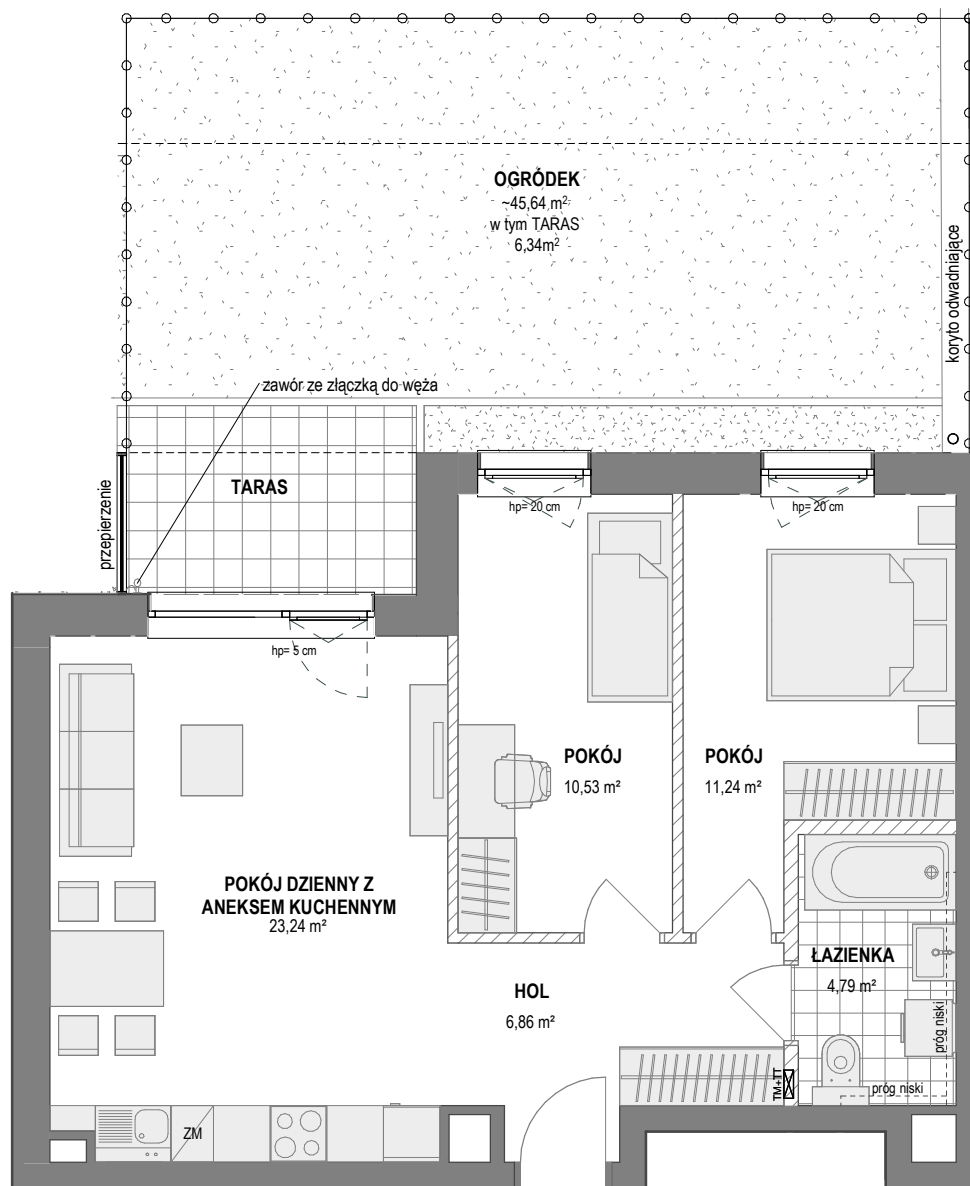 OGRÓDEK
~45,64 m²
w tym TARAS
6,34m²
koryto odwadniające
zawór ze złączką do węża
TARAS
przepierzenie
hp= 20 cm
hp= 20 cm
hp= 5 cm
POKÓJ
10,53 m²
POKÓJ
11,24 m²
POKÓJ DZIENNY Z
ANEKSEM KUCHENNYM
23,24 m²
ŁAZIENKA
4,79 m²
HOL
6,86 m²
próg niski
próg niski
TM+TT
ZM